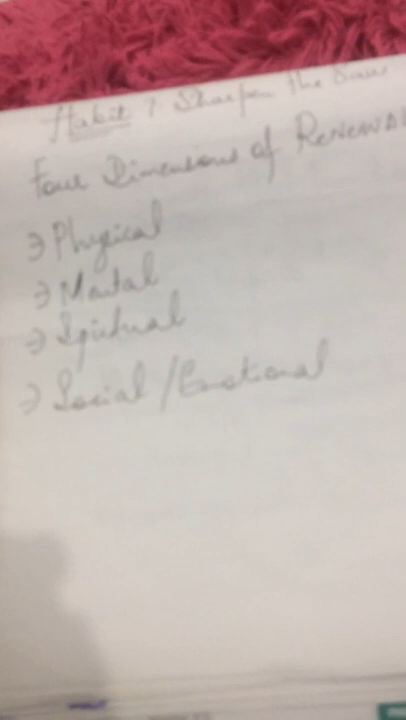 Habit 7 Sharpen the Saw
Four Dimensions of Renewal
→ Physical
→ Mental
→ Spiritual
→ Social / Emotional